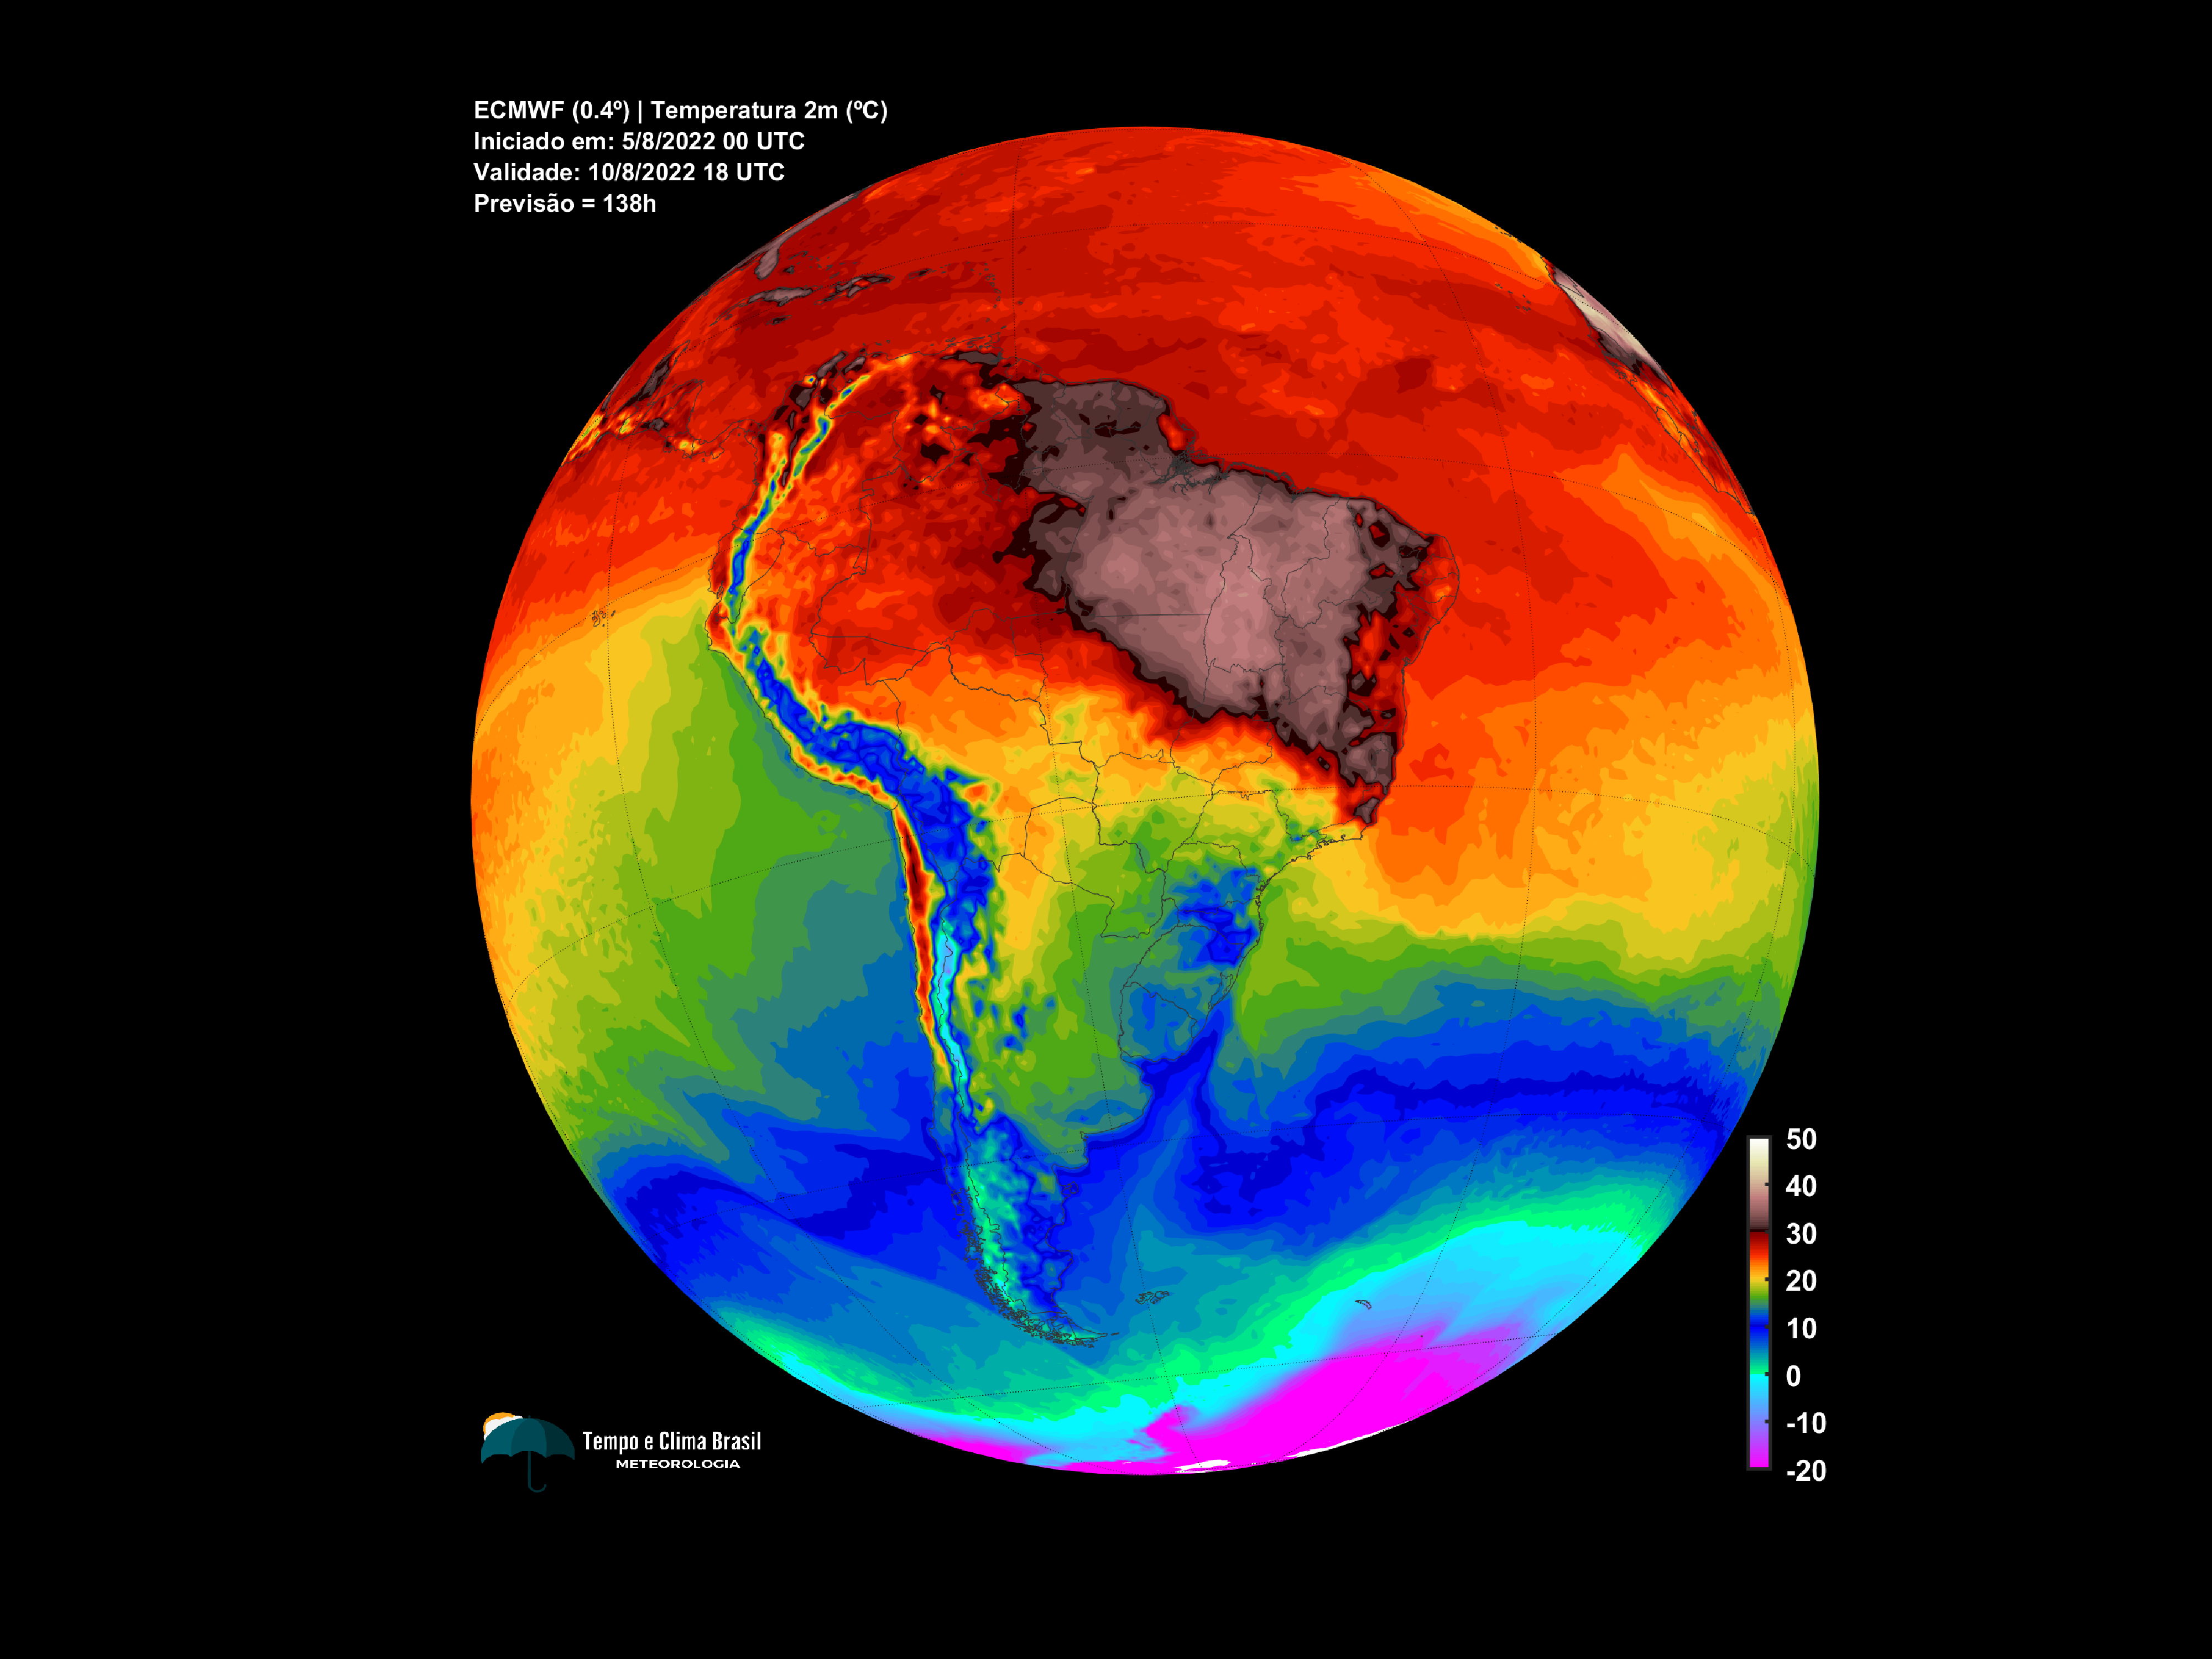 ECMWF (0.4º) | Temperatura 2m (ºC)
Iniciado em: 5/8/2022 00 UTC
Validade: 10/8/2022 18 UTC
Previsão = 138h
50
40
30
20
10
0
-10
-20
Tempo e Clima Brasil
METEOROLOGIA